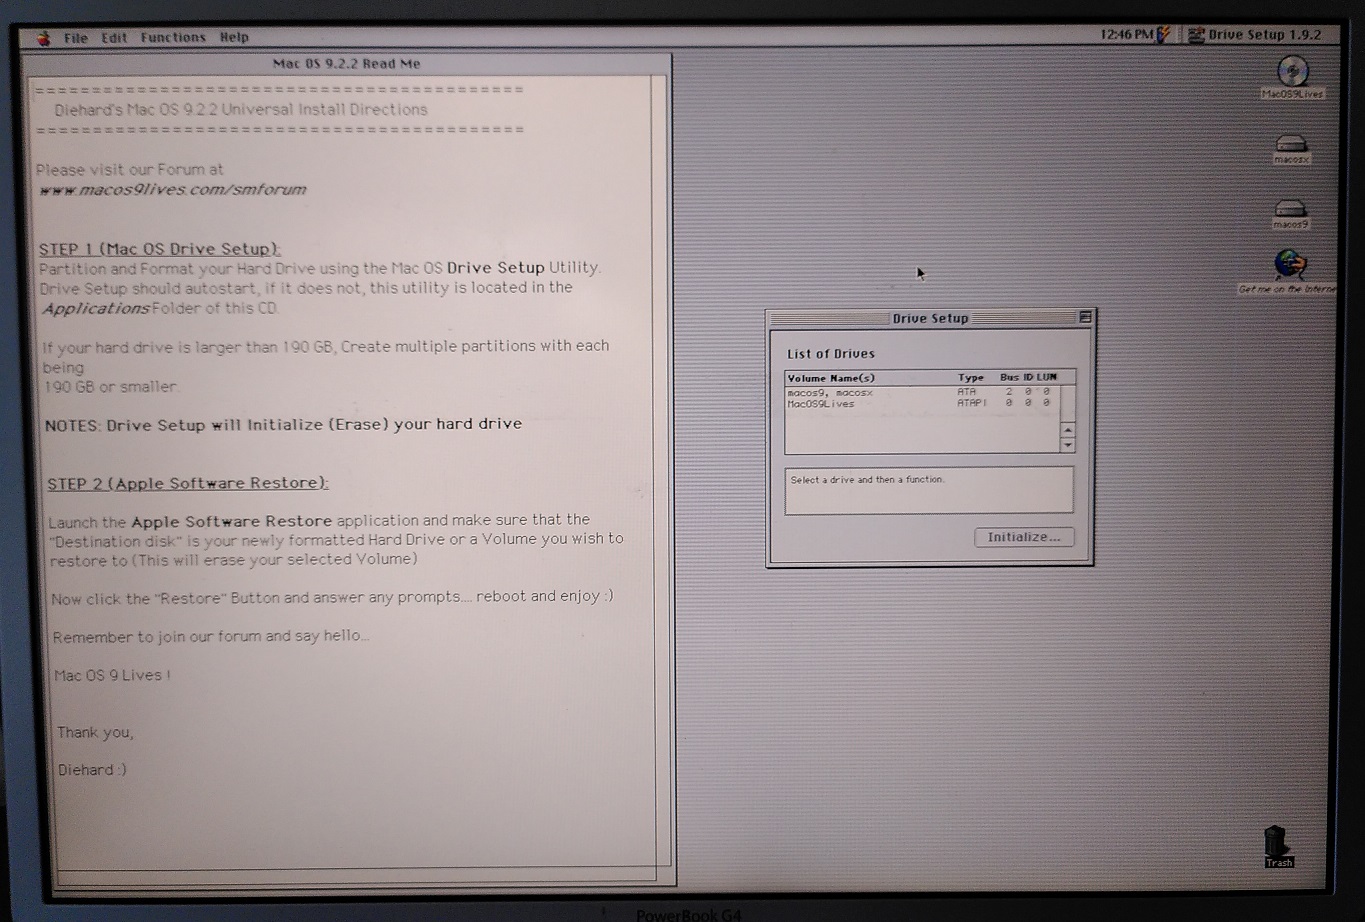 File Edit Functions Help
12:46 PM
Drive Setup 1.9.2
Mac OS 9.2.2 Read Me
==========================================
Diehard's Mac OS 9.2.2 Universal Install Directions
==========================================
Please visit our Forum at
www.macos9lives.com/smforum
STEP 1 (Mac OS Drive Setup):
Partition and Format your Hard Drive using the Mac OS Drive Setup Utility.
Drive Setup should autostart, if it does not, this utility is located in the
Applications Folder of this CD.
If your hard drive is larger than 190 GB, Create multiple partitions with each
being
190 GB or smaller.
NOTES: Drive Setup will Initialize (Erase) your hard drive
STEP 2 (Apple Software Restore):
Launch the Apple Software Restore application and make sure that the
"Destination disk" is your newly formatted Hard Drive or a Volume you wish to
restore to (This will erase your selected Volume)
Now click the "Restore" Button and answer any prompts.... reboot and enjoy :)
Remember to join our forum and say hello...
Mac OS 9 Lives !
Thank you,
Diehard :)
Drive Setup
List of Drives
Volume Name(s) Type Bus ID LUN
macos9, macosx ATA 2 0 0
MacOS9Lives ATAPI 0 0 0
Select a drive and then a function.
Initialize...
MacOS9Lives
macosx
macos9
Get me on the Interne
Trash
PowerBook G4